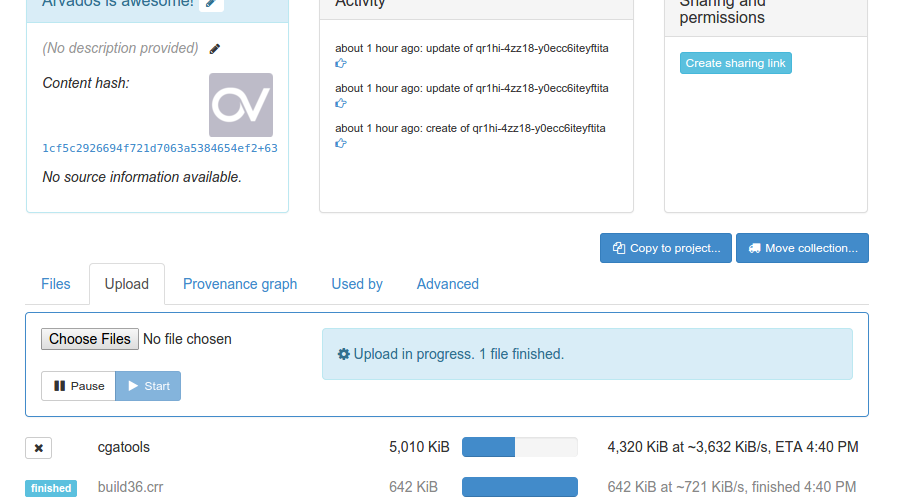 Arvados is awesome!
(No description provided)
Content hash:
1cf5c2926694f721d7063a5384654ef2+63
No source information available.
Activity
about 1 hour ago: update of qr1hi-4zz18-y0ecc6iteyftita
about 1 hour ago: update of qr1hi-4zz18-y0ecc6iteyftita
about 1 hour ago: create of qr1hi-4zz18-y0ecc6iteyftita
Sharing and
permissions
Create sharing link
Copy to project... Move collection...
Files Upload Provenance graph Used by Advanced
Choose Files No file chosen
Upload in progress. 1 file finished.
Pause Start
cgatools 5,010 KiB 4,320 KiB at ~3,632 KiB/s, ETA 4:40 PM
finished build36.crr 642 KiB 642 KiB at ~721 KiB/s, finished 4:40 PM